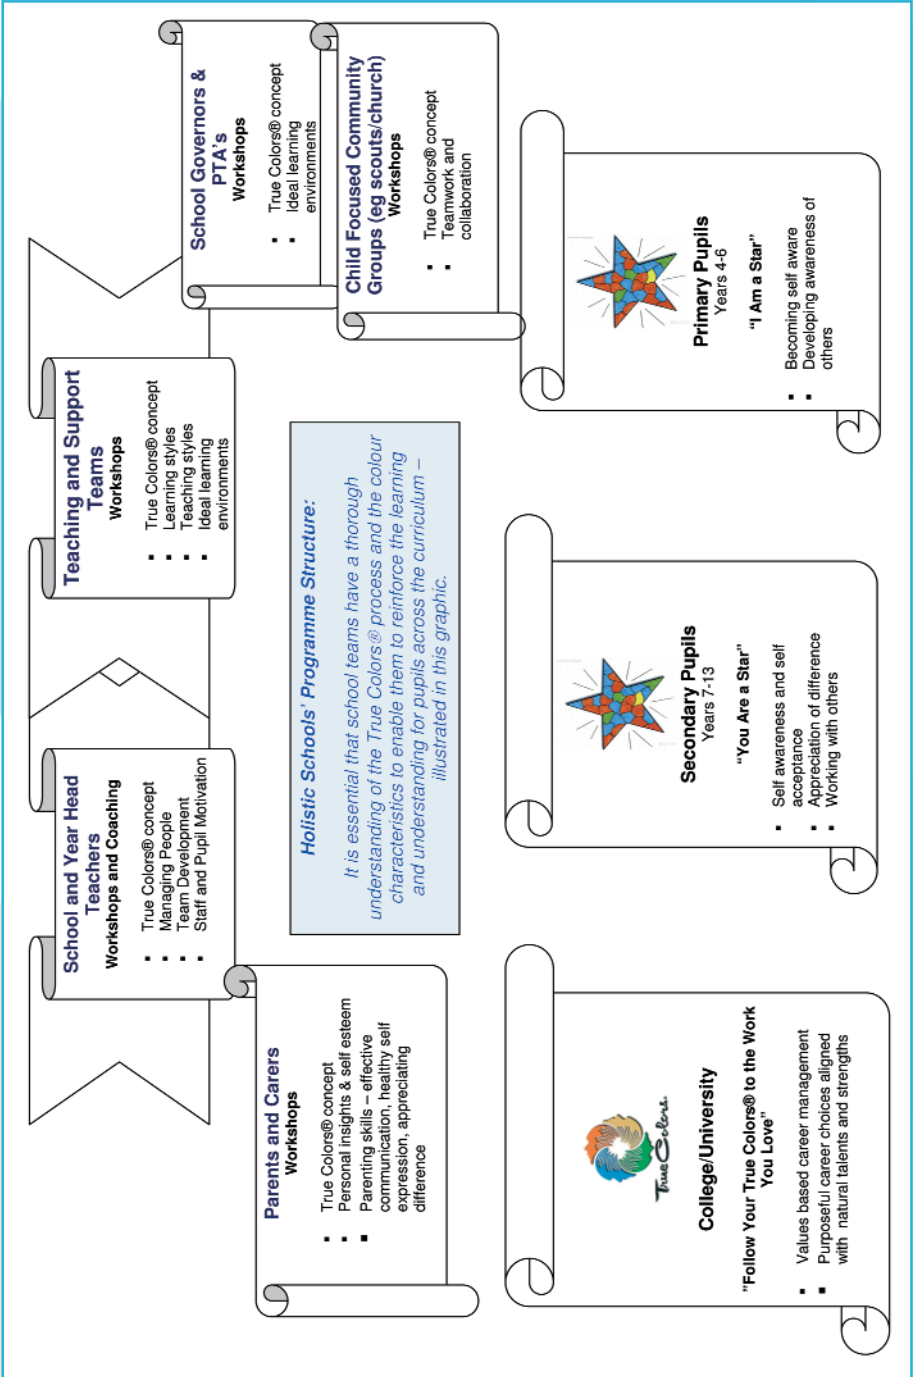 School and Year Head
Teachers
Workshops and Coaching
▪ True Colors® concept
▪ Managing People
▪ Team Development
▪ Staff and Pupil Motivation
Teaching and Support
Teams
Workshops
▪ True Colors® concept
▪ Learning styles
▪ Teaching styles
▪ Ideal learning
environments
School Governors &
PTA's
Workshops
▪ True Colors® concept
▪ Ideal learning
environments
Parents and Carers
Workshops
▪ True Colors® concept
▪ Personal insights & self esteem
▪ Parenting skills – effective
communication, healthy self
expression, appreciating
difference
Holistic Schools' Programme Structure:
It is essential that school teams have a thorough
understanding of the True Colors® process and the colour
characteristics to enable them to reinforce the learning
and understanding for pupils across the curriculum –
illustrated in this graphic.
Child Focused Community
Groups (eg scouts/church)
Workshops
▪ True Colors® concept
▪ Teamwork and
collaboration
True Colors
College/University
"Follow Your True Colors® to the Work
You Love"
▪ Values based career management
▪ Purposeful career choices aligned
with natural talents and strengths
Secondary Pupils
Years 7-13
"You Are a Star"
▪ Self awareness and self
acceptance
▪ Appreciation of difference
▪ Working with others
Primary Pupils
Years 4-6
"I Am a Star"
▪ Becoming self aware
▪ Developing awareness of
others